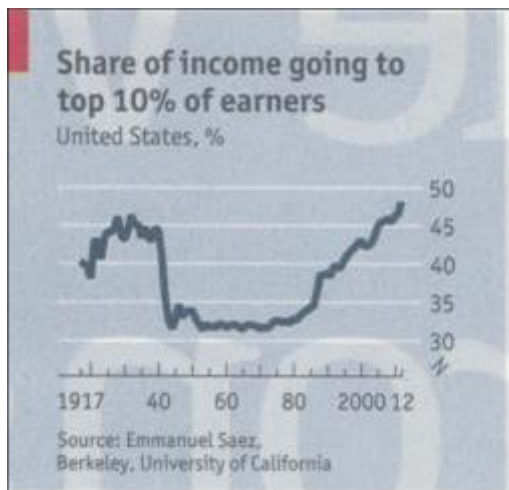 Share of income going to
top 10% of earners
United States, %
50
45
40
35
30
1917 40 60 80 2000 12
Source: Emmanuel Saez,
Berkeley, University of California